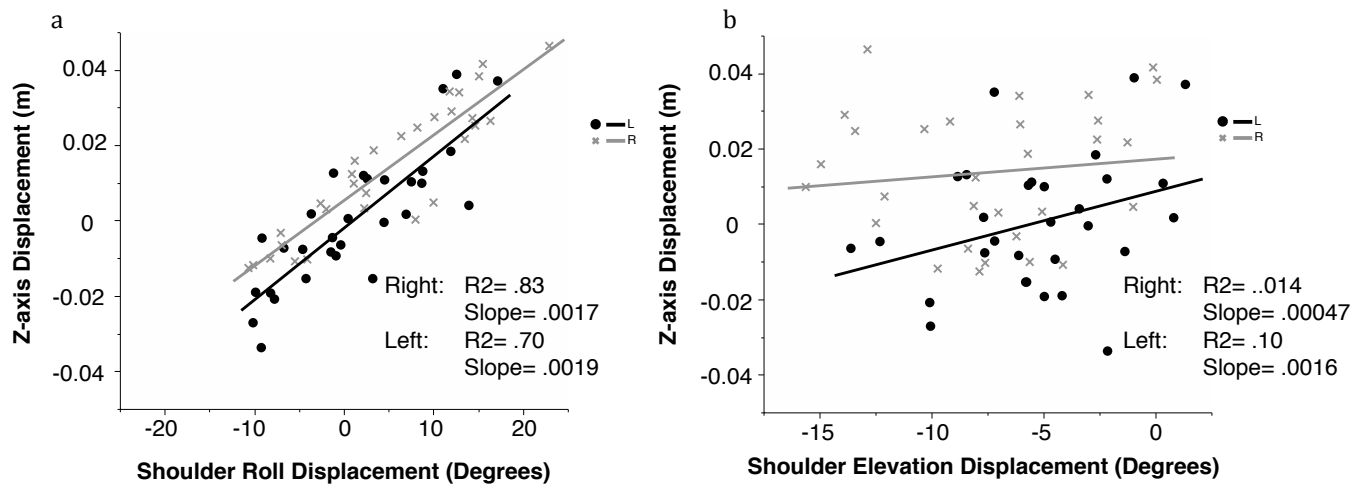 a
Z-axis Displacement (m)
0.04
0.02
0
-0.02
-0.04
-20 -10 0 10 20
Shoulder Roll Displacement (Degrees)
L
R
Right: R2= .83
Slope= .0017
Left: R2= .70
Slope= .0019
b
Z-axis Displacement (m)
0.04
0.02
0
-0.02
-0.04
-15 -10 -5 0
Shoulder Elevation Displacement (Degrees)
L
R
Right: R2= ..014
Slope= .00047
Left: R2= .10
Slope= .0016